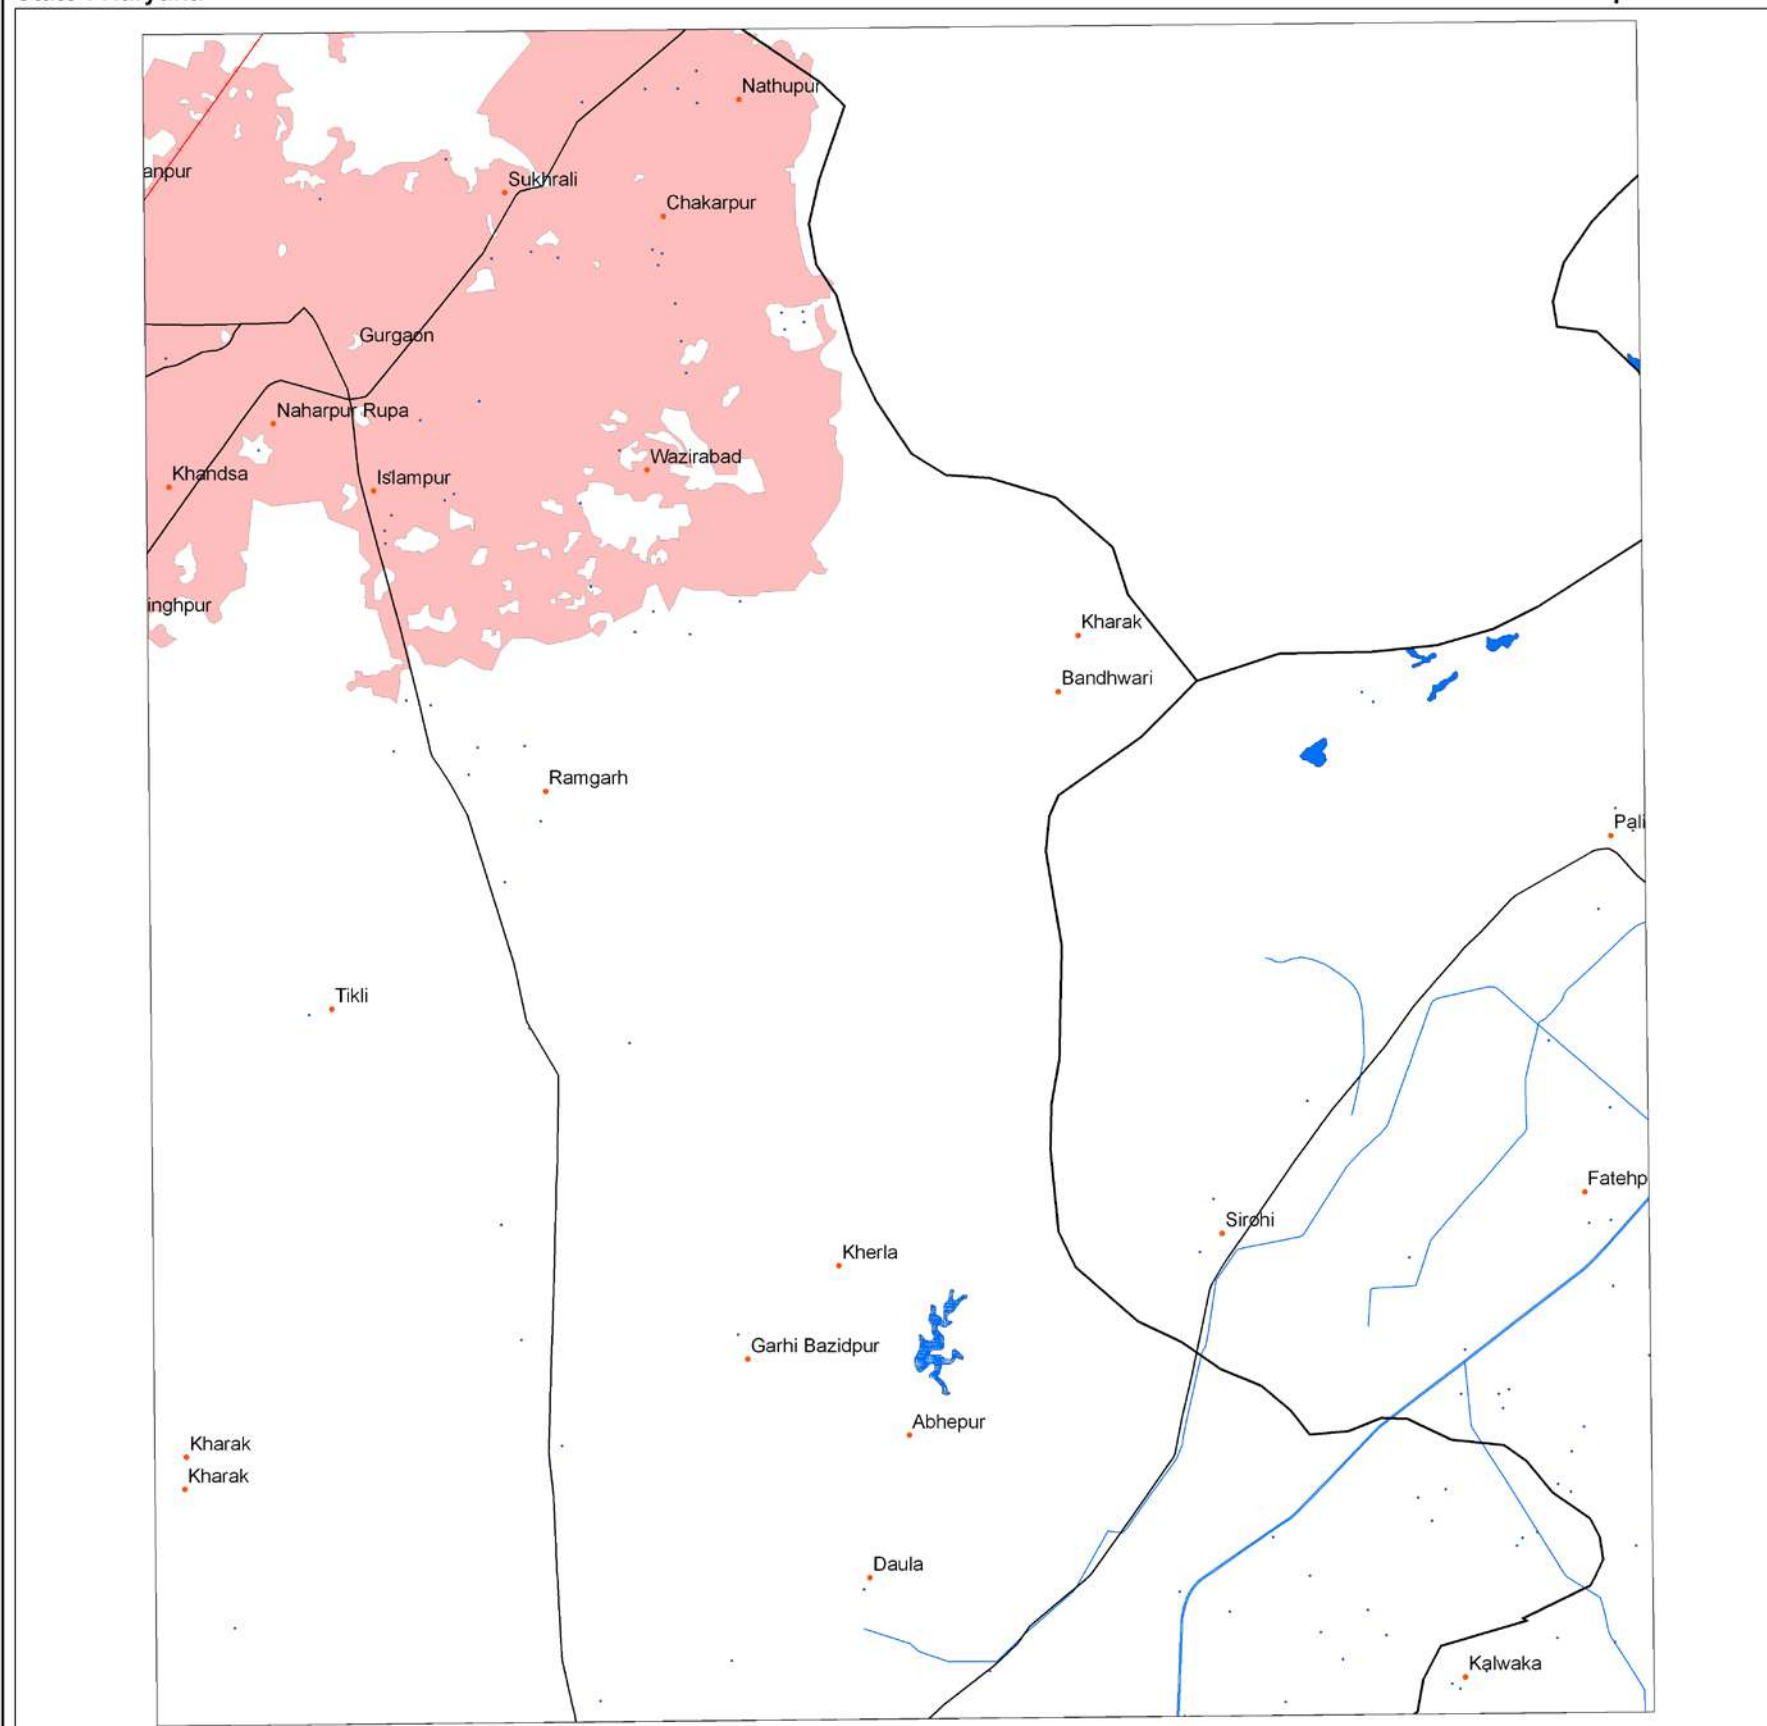 Nathupur
anpur
Sukhrali
Chakarpur
Gurgaon
Naharpur Rupa
Wazirabad
Khandsa
Islampur
inghpur
Kharak
Bandhwari
Ramgarh
Pali
Tikli
Fatehp
Sirohi
Kherla
Garhi Bazidpur
Abhepur
Kharak
Kharak
Daula
Kalwaka